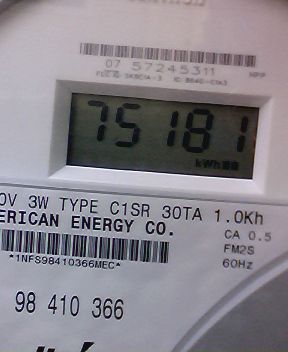 07 57245311
75181
kWh
0V 3W TYPE C1SR 30TA 1.0Kh
ERICAN ENERGY CO.
CA 0.5
FM2S
*1NFS98410366MEC*
60Hz
98 410 366